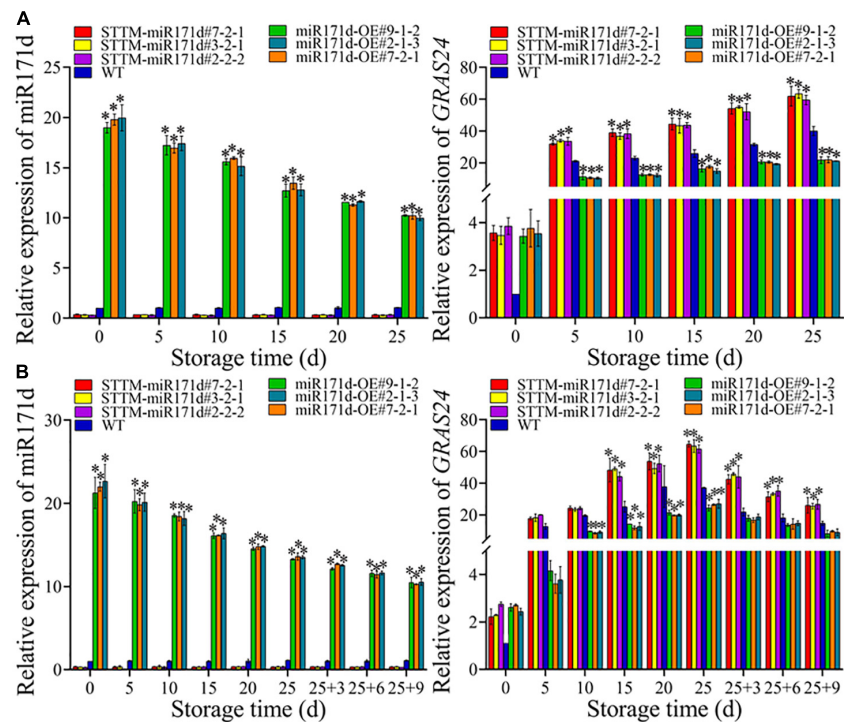 A
STTM-miR171d#7-2-1
STTM-miR171d#3-2-1
STTM-miR171d#2-2-2
WT
miR171d-OE#9-1-2
miR171d-OE#2-1-3
miR171d-OE#7-2-1
Relative expression of miR171d
25
20
15
10
5
0
* * *
* * *
* * *
* * *
* * *
* * *
0 5 10 15 20 25
Storage time (d)
STTM-miR171d#7-2-1
STTM-miR171d#3-2-1
STTM-miR171d#2-2-2
WT
miR171d-OE#9-1-2
miR171d-OE#2-1-3
miR171d-OE#7-2-1
Relative expression of GRAS24
80
60
40
20
4
2
0
* * * * * *
* * * * * *
* * * * * *
* * * * * *
* * * * * *
0 5 10 15 20 25
Storage time (d)
B
STTM-miR171d#7-2-1
STTM-miR171d#3-2-1
STTM-miR171d#2-2-2
WT
miR171d-OE#9-1-2
miR171d-OE#2-1-3
miR171d-OE#7-2-1
Relative expression of miR171d
30
20
10
0
* * *
* * *
* * *
* * *
* * *
* * *
* * *
* * *
* * *
0 5 10 15 20 25 25+3 25+6 25+9
Storage time (d)
STTM-miR171d#7-2-1
STTM-miR171d#3-2-1
STTM-miR171d#2-2-2
WT
miR171d-OE#9-1-2
miR171d-OE#2-1-3
miR171d-OE#7-2-1
Relative expression of GRAS24
80
60
40
20
4
2
0
* * *
* * * * * *
* * * * * *
* * * * * *
* * *
* * *
* * *
0 5 10 15 20 25 25+3 25+6 25+9
Storage time (d)